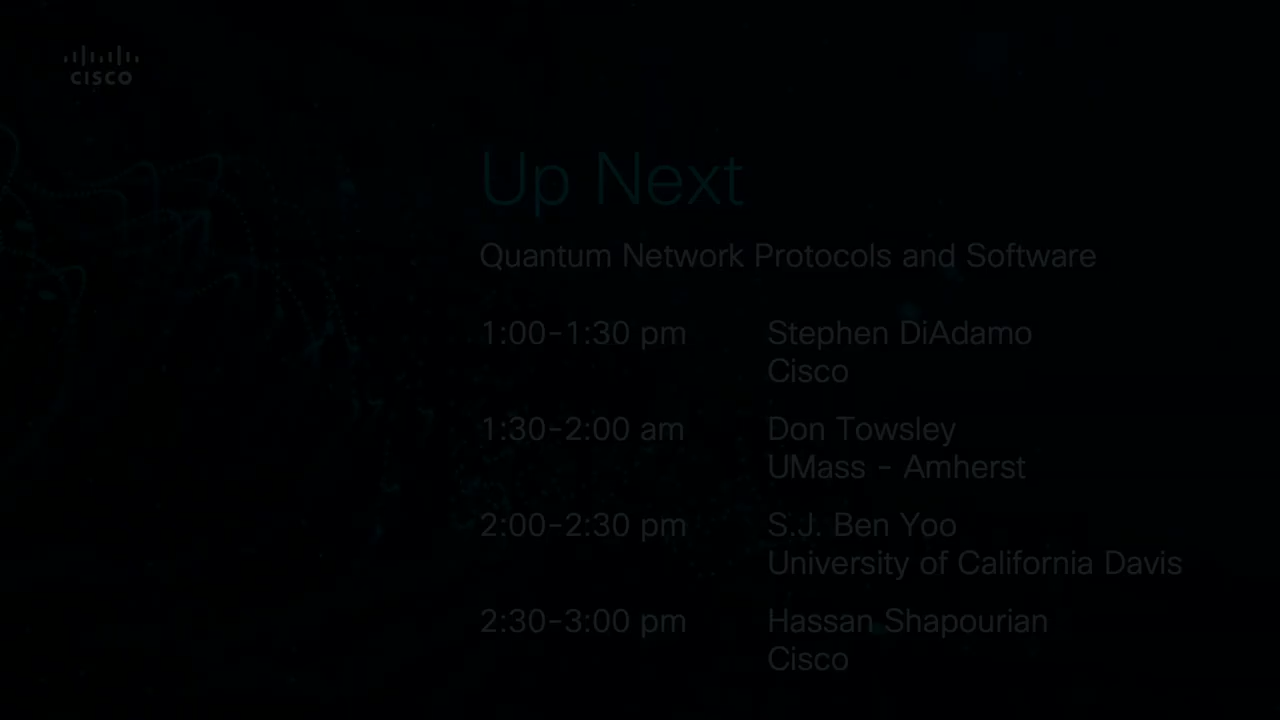 CISCO
Up Next
Quantum Network Protocols and Software
1:00-1:30 pm Stephen DiAdamo
Cisco
1:30-2:00 am Don Towsley
UMass - Amherst
2:00-2:30 pm S.J. Ben Yoo
University of California Davis
2:30-3:00 pm Hassan Shapourian
Cisco